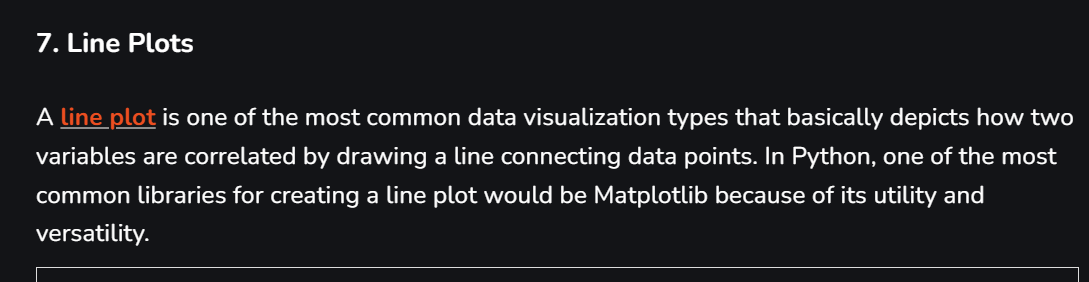 7. Line Plots
A line plot is one of the most common data visualization types that basically depicts how two
variables are correlated by drawing a line connecting data points. In Python, one of the most
common libraries for creating a line plot would be Matplotlib because of its utility and
versatility.